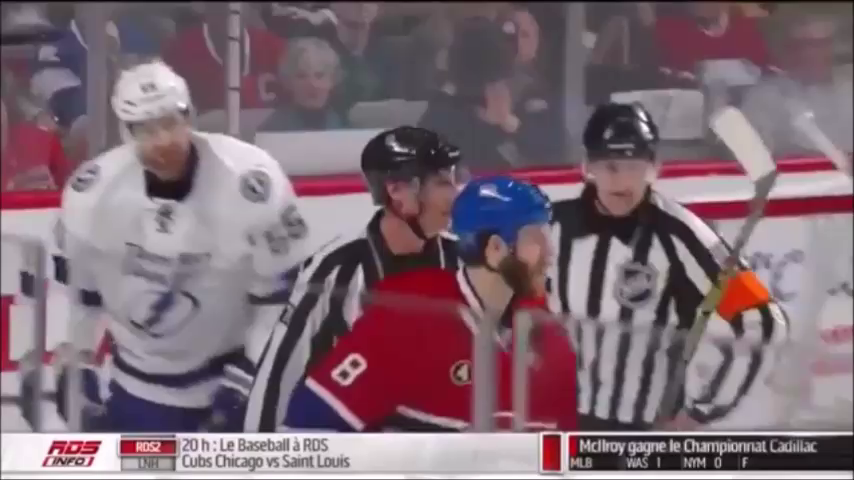 8
RDS
INFO
RDS2
LNH
20 h : Le Baseball à RDS
Cubs Chicago vs Saint Louis
McIlroy gagne le Championnat Cadillac
MLB WAS 1 NYM 0 F